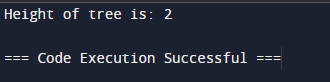 Height of tree is: 2
=== Code Execution Successful ===